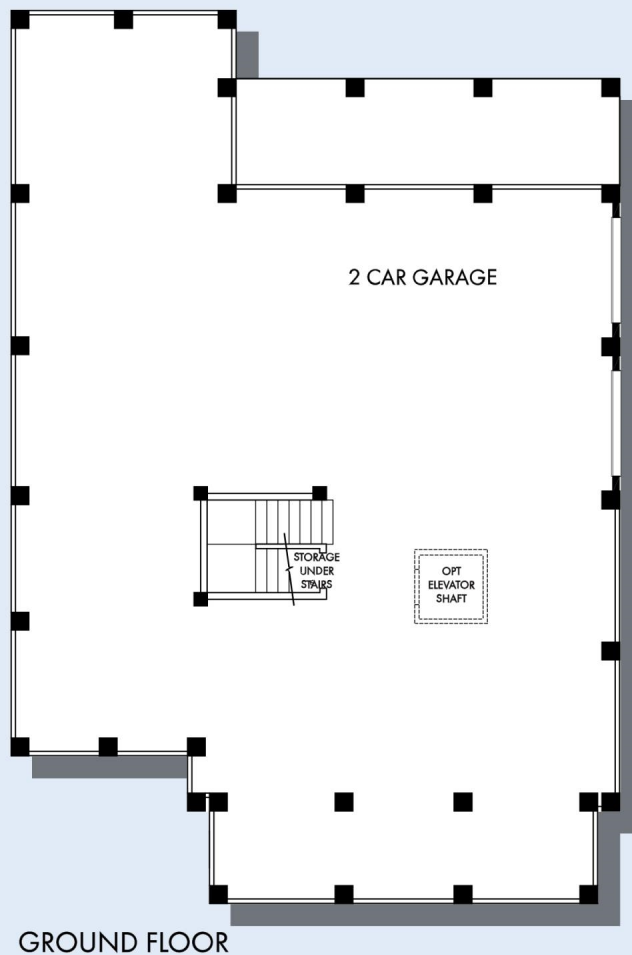 2 CAR GARAGE
STORAGE
UNDER
STAIRS
OPT
ELEVATOR
SHAFT
GROUND FLOOR